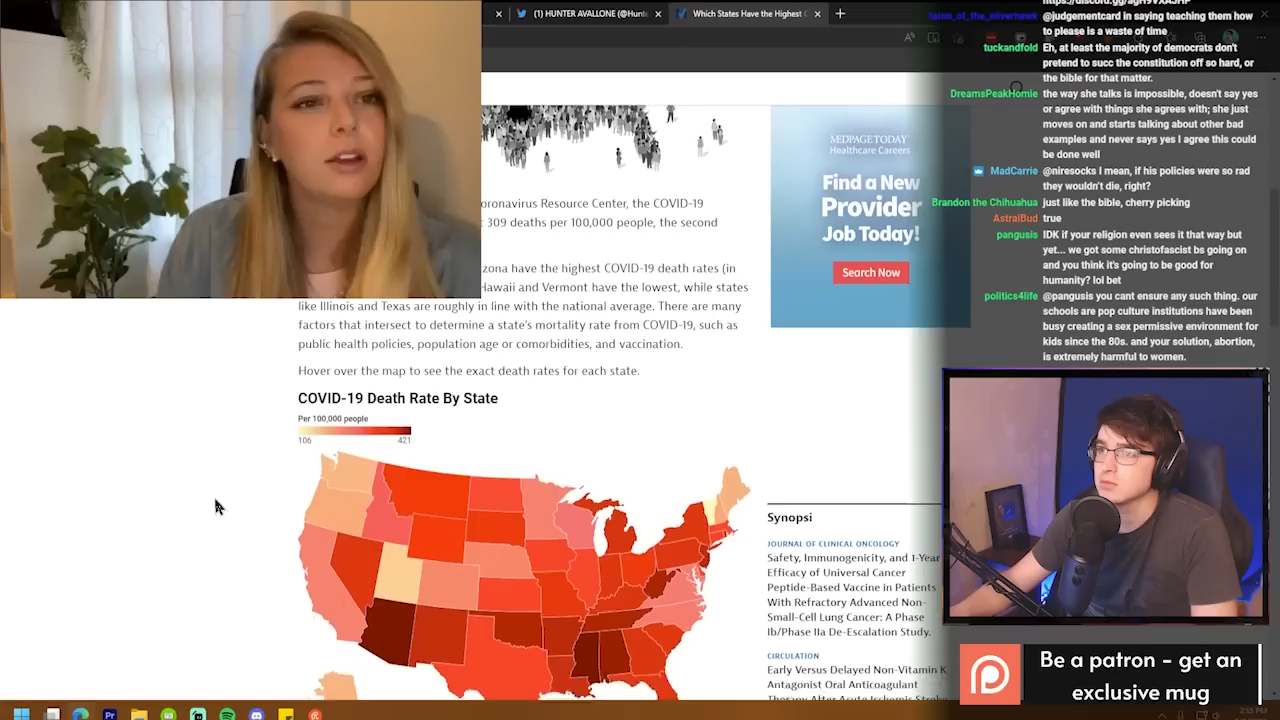 (1) HUNTER AVALLONE (@Hunt
Which States Have the Highest
oronavirus Resource Center, the COVID-19
309 deaths per 100,000 people, the second
zona have the highest COVID-19 death rates (in
Hawaii and Vermont have the lowest, while states
like Illinois and Texas are roughly in line with the national average. There are many
factors that intersect to determine a state's mortality rate from COVID-19, such as
public health policies, population age or comorbidities, and vaccination.
Hover over the map to see the exact death rates for each state.
COVID-19 Death Rate By State
Per 100,000 people
106 421
MEDPAGE TODAY
Healthcare Careers
Find a New
Provider
Job Today!
Search Now
Synopsi
JOURNAL OF CLINICAL ONCOLOGY
Safety, Immunogenicity, and 1-Year
Efficacy of Universal Cancer
Peptide-Based Vaccine in Patients
With Refractory Advanced Non-
Small-Cell Lung Cancer: A Phase
Ib/Phase IIa De-Escalation Study.
CIRCULATION
Early Versus Delayed Non-Vitamin K
Antagonist Oral Anticoagulant
Therapy After Acute Ischemic Stroke
talon_of_the_silverhawk @judgementcard in saying teaching them how
to please is a waste of time
tuckandfold Eh, at least the majority of democrats don't
pretend to succ the constitution off so hard, or
the bible for that matter.
DreamsPeakHomie the way she talks is impossible, doesn't say yes
or agree with things she agrees with; she just
moves on and starts talking about other bad
examples and never says yes I agree this could
be done well
MadCarrie @niresocks I mean, if his policies were so rad
they wouldn't die, right?
Brandon the Chihuahua just like the bible, cherry picking
AstralBud true
pangusis IDK if your religion even sees it that way but
yet... we got some christofascist bs going on
and you think it's going to be good for
humanity? lol bet
politics4life @pangusis you cant ensure any such thing. our
schools are pop culture institutions have been
busy creating a sex permissive environment for
kids since the 80s. and your solution, abortion,
is extremely harmful to women.
Be a patron - get an
exclusive mug
2:13 PM